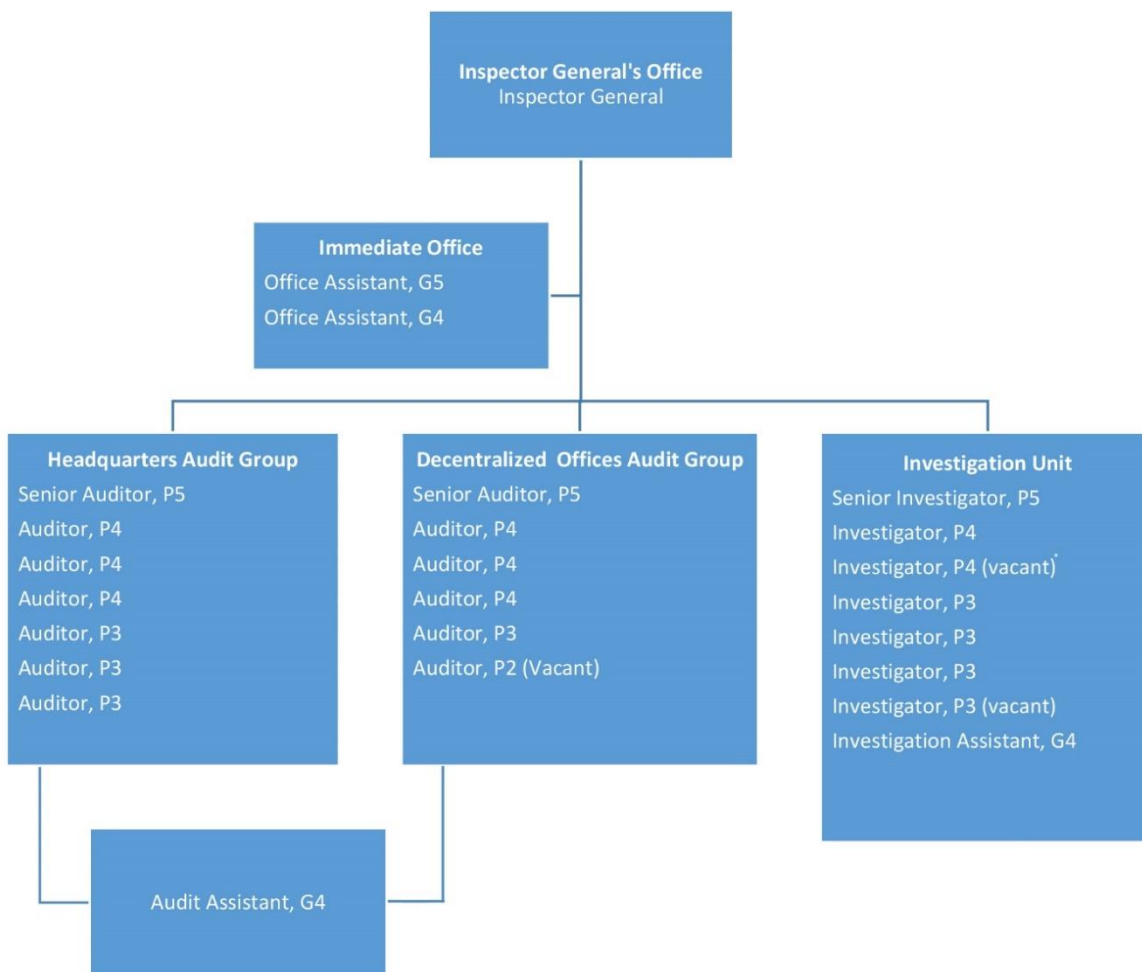 Inspector General's Office
Inspector General
Immediate Office
Office Assistant, G5
Office Assistant, G4
Headquarters Audit Group
Senior Auditor, P5
Auditor, P4
Auditor, P4
Auditor, P4
Auditor, P3
Auditor, P3
Auditor, P3
Decentralized Offices Audit Group
Senior Auditor, P5
Auditor, P4
Auditor, P4
Auditor, P4
Auditor, P3
Auditor, P2 (Vacant)
Investigation Unit
Senior Investigator, P5
Investigator, P4
Investigator, P4 (vacant)*
Investigator, P3
Investigator, P3
Investigator, P3
Investigator, P3 (vacant)
Investigation Assistant, G4
Audit Assistant, G4